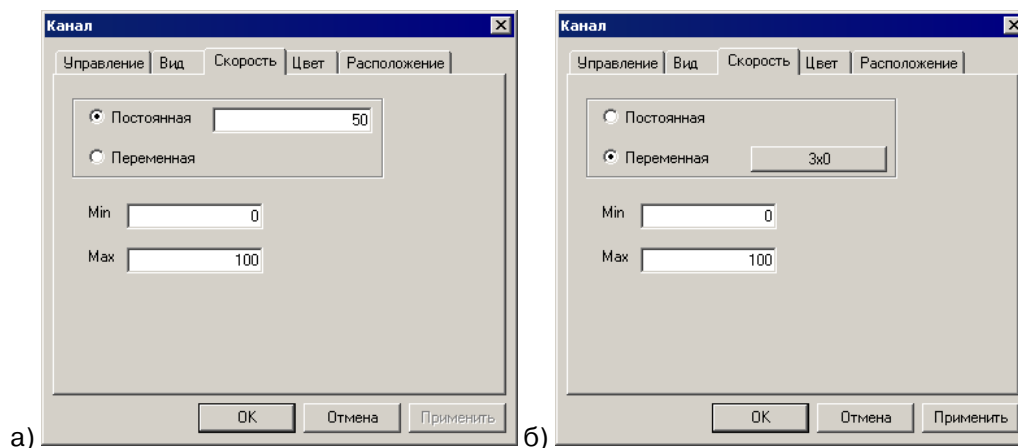 Канал
Управление Вид Скорость Цвет Расположение
Постоянная 50
Переменная
Min 0
Max 100
OK Отмена Применить
а)
Канал
Управление Вид Скорость Цвет Расположение
Постоянная
Переменная 3x0
Min 0
Max 100
OK Отмена Применить
б)